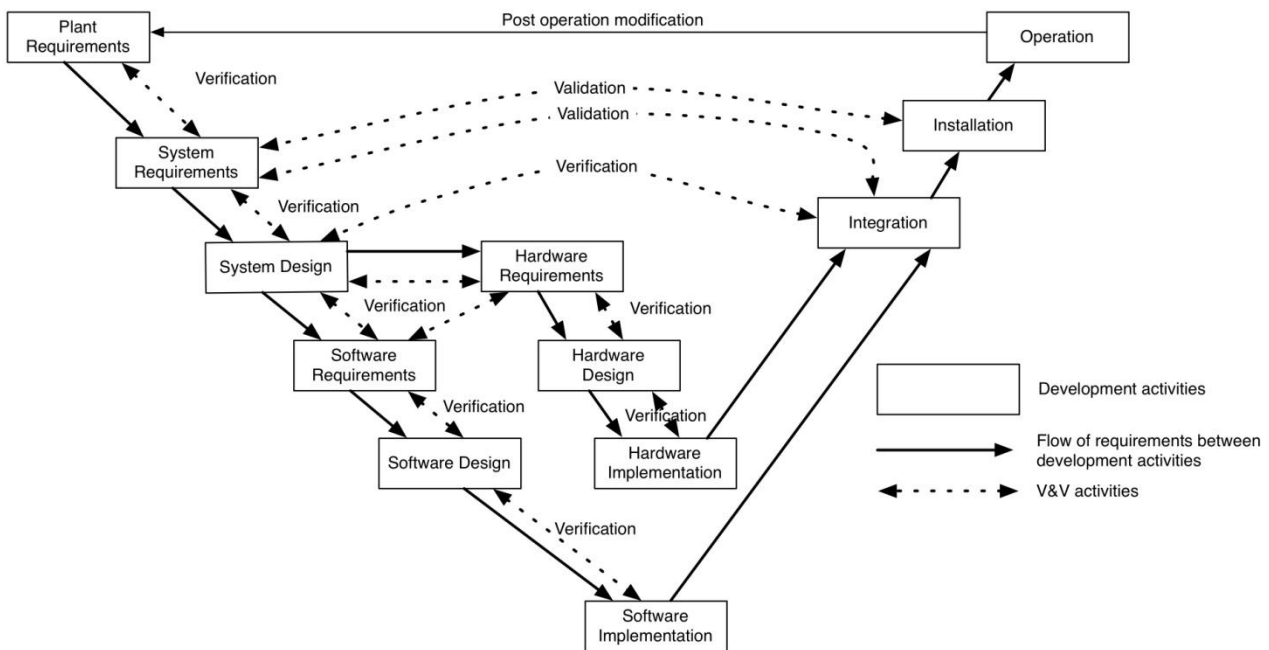 Post operation modification
Plant
Requirements
Operation
Verification
Validation
Validation
Installation
System
Requirements
Verification
Verification
Integration
System Design
Hardware
Requirements
Verification
Verification
Software
Requirements
Hardware
Design
Development activities
Verification
Verification
Flow of requirements between
development activities
Software Design
Hardware
Implementation
V&V activities
Verification
Software
Implementation